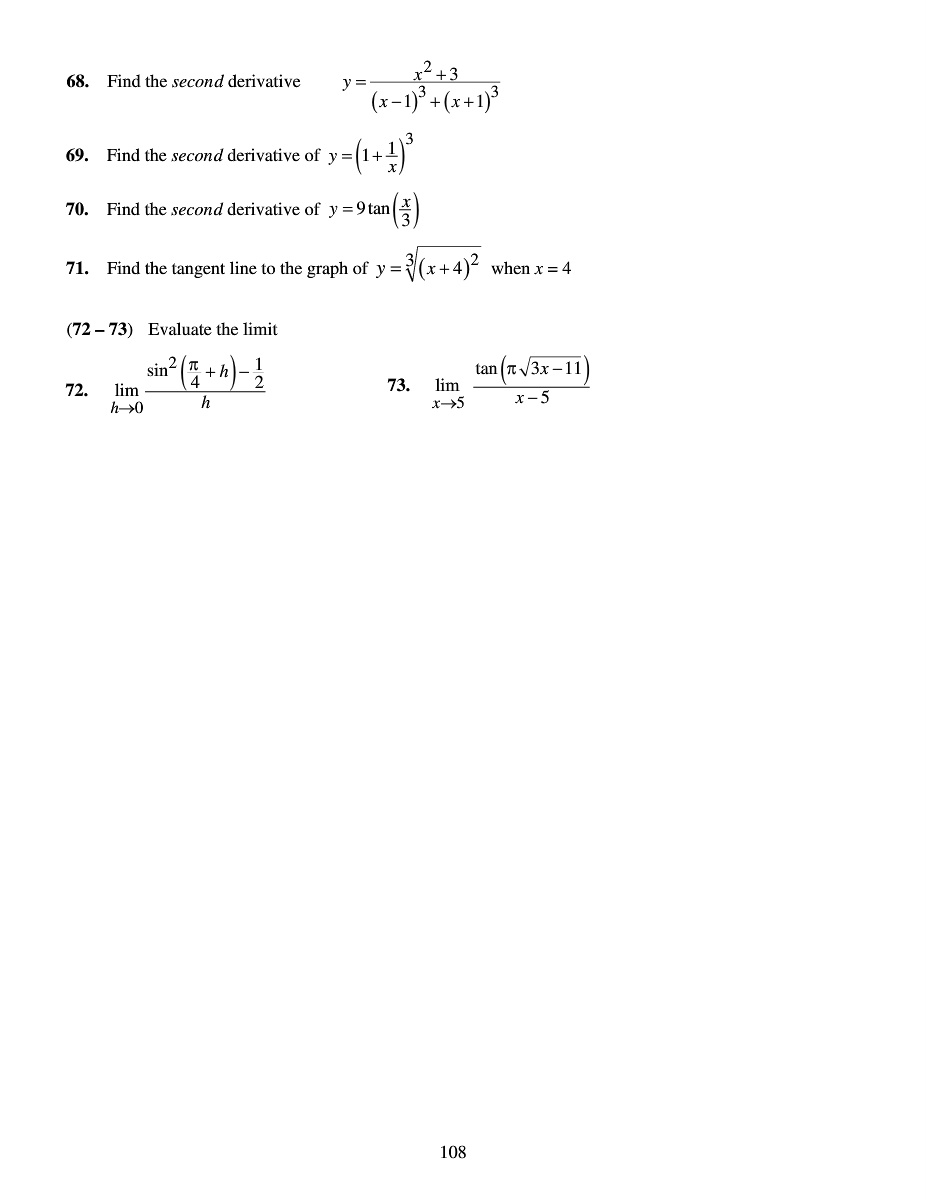 68. Find the second derivative y = \frac{x^2+3}{(x-1)^3+(x+1)^3}
69. Find the second derivative of y = \left(1+\frac{1}{x}\right)^3
70. Find the second derivative of y = 9 tan\left(\frac{x}{3}\right)
71. Find the tangent line to the graph of y = \sqrt[3]{(x+4)^2} when x = 4
(72 – 73) Evaluate the limit
72. \lim_{h→0} \frac{\sin^2\left(\frac{π}{4}+h\right)-\frac{1}{2}}{h} 73. \lim_{x→5} \frac{\tan\left(π\sqrt{3x-11}\right)}{x-5}
108